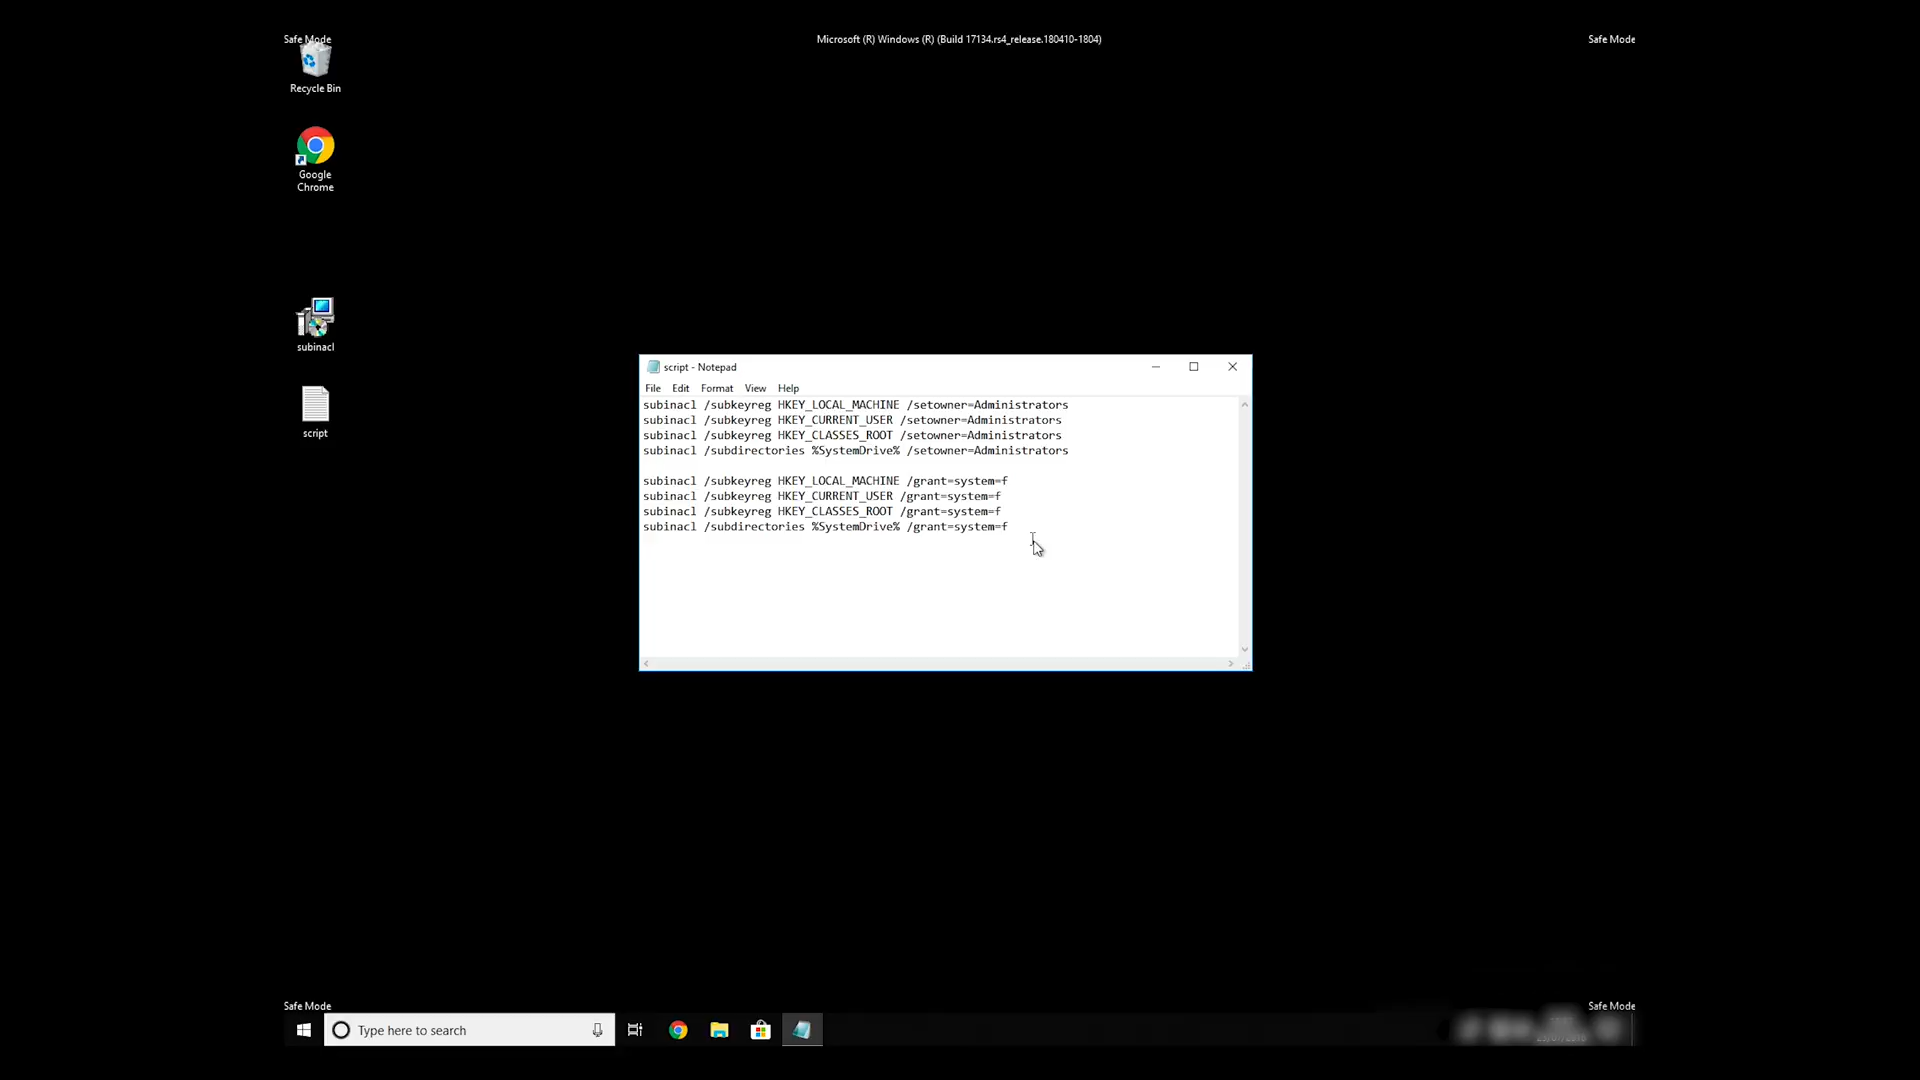 Safe Mode
Microsoft (R) Windows (R) (Build 17134.rs4_release.180410-1804)
Safe Mode
Recycle Bin
Google
Chrome
subinacl
script
script - Notepad
File Edit Format View Help
subinacl /subkeyreg HKEY_LOCAL_MACHINE /setowner=Administrators
subinacl /subkeyreg HKEY_CURRENT_USER /setowner=Administrators
subinacl /subkeyreg HKEY_CLASSES_ROOT /setowner=Administrators
subinacl /subdirectories %SystemDrive% /setowner=Administrators
subinacl /subkeyreg HKEY_LOCAL_MACHINE /grant=system=f
subinacl /subkeyreg HKEY_CURRENT_USER /grant=system=f
subinacl /subkeyreg HKEY_CLASSES_ROOT /grant=system=f
subinacl /subdirectories %SystemDrive% /grant=system=f
Safe Mode
Safe Mode
Type here to search